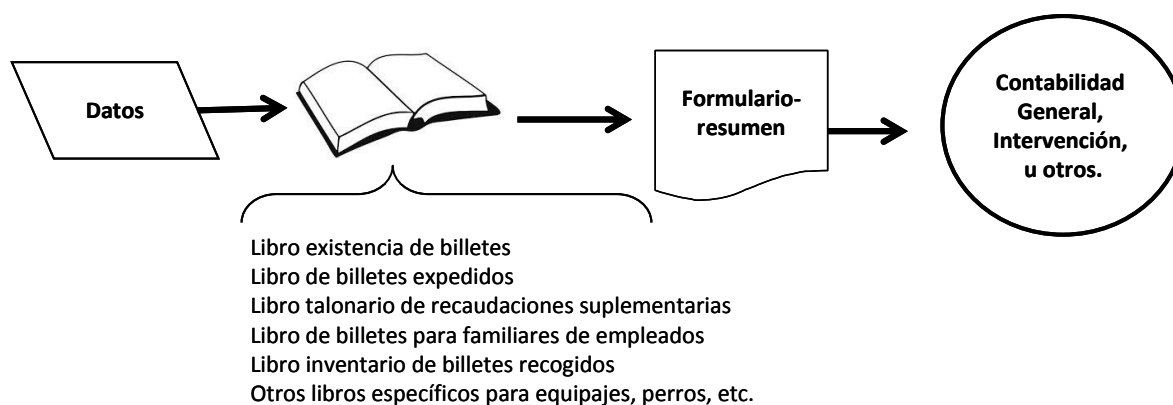 Datos
Formulario-
resumen
Contabilidad
General,
Intervención,
u otros.
Libro existencia de billetes
Libro de billetes expedidos
Libro talonario de recaudaciones suplementarias
Libro de billetes para familiares de empleados
Libro inventario de billetes recogidos
Otros libros específicos para equipajes, perros, etc.